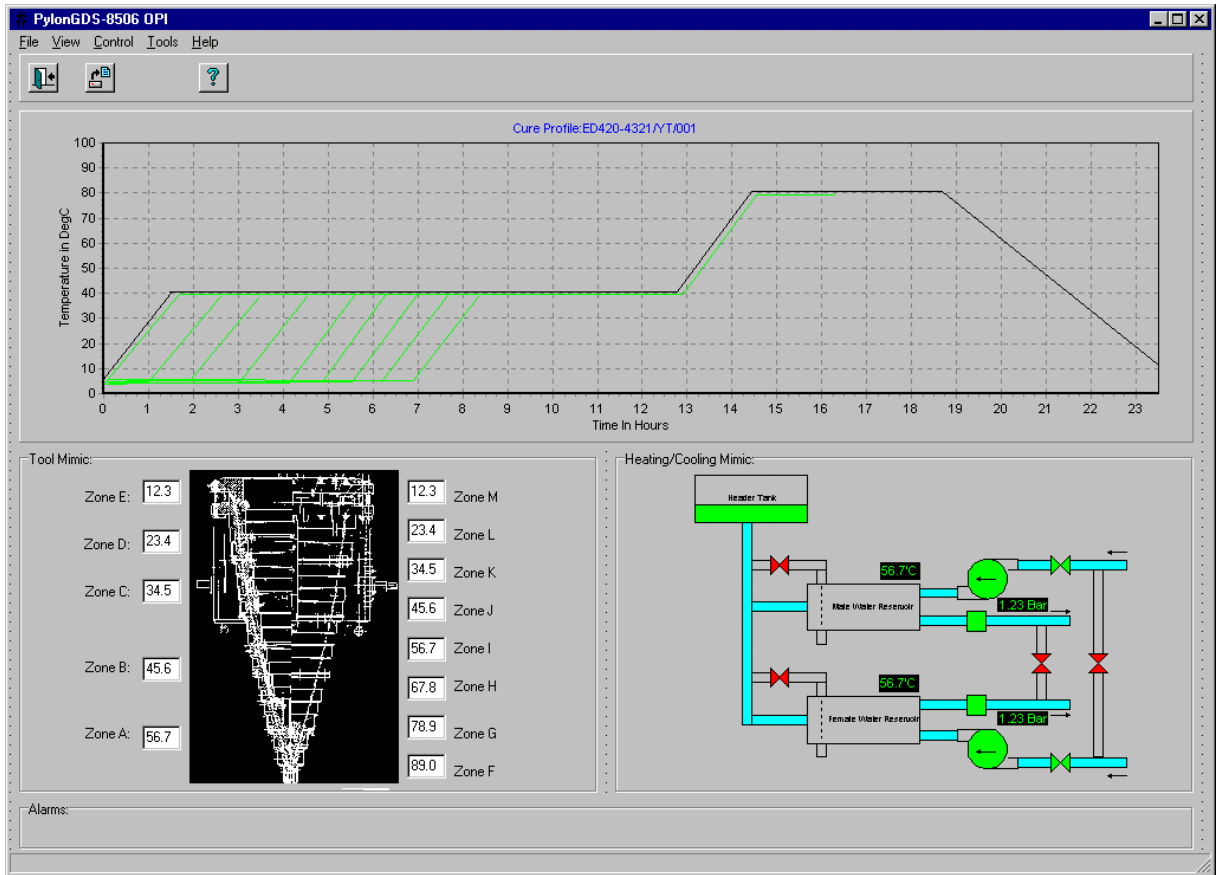 PylonGDS-8506 OPI
File View Control Tools Help
?
Cure Profile:ED420-4321/YT/001
Temperature in DegC
100
90
80
70
60
50
40
30
20
10
0
0 1 2 3 4 5 6 7 8 9 10 11 12 13 14 15 16 17 18 19 20 21 22 23
Time In Hours
Tool Mimic:
Zone E: 12.3
Zone D: 23.4
Zone C: 34.5
Zone B: 45.6
Zone A: 56.7
12.3 Zone M
23.4 Zone L
34.5 Zone K
45.6 Zone J
56.7 Zone I
67.8 Zone H
78.9 Zone G
89.0 Zone F
Heating/Cooling Mimic:
Header Tank
56.7'C
Male Water Reservoir
1.23 Bar
56.7'C
Female Water Reservoir
1.23 Bar
Alarms: